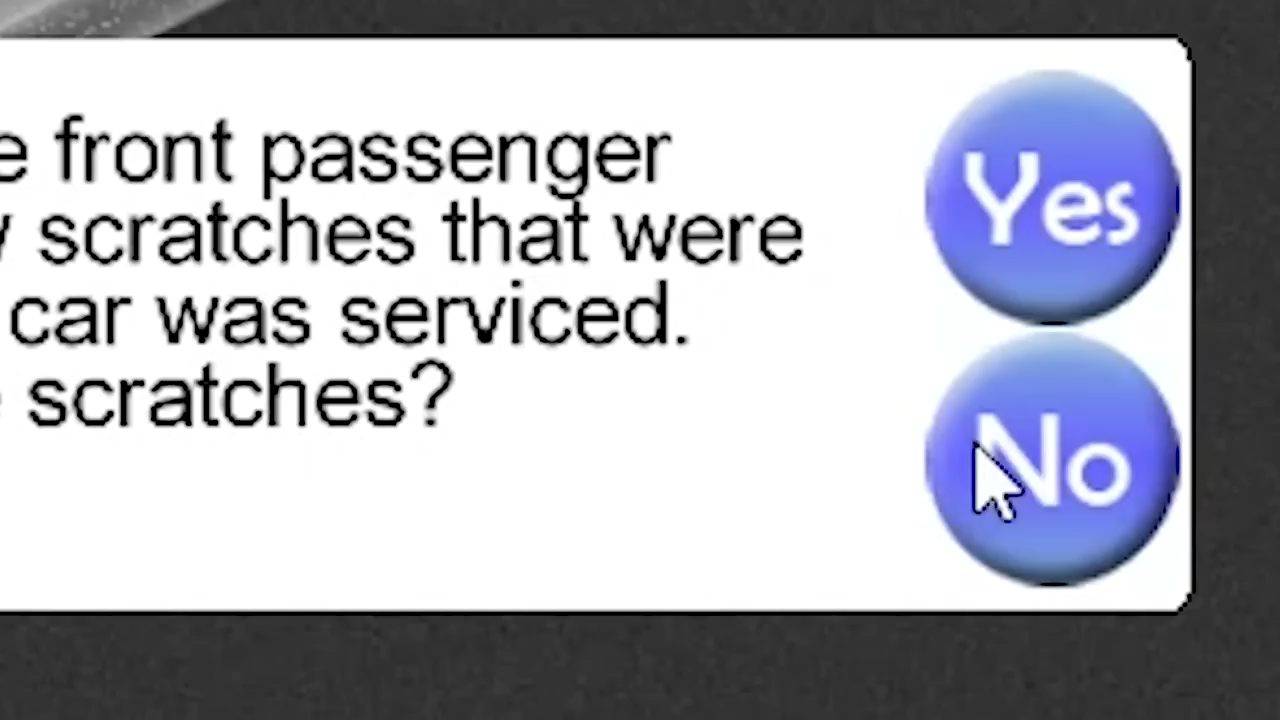 front passenger
scratches that were
car was serviced.
scratches?
Yes
No